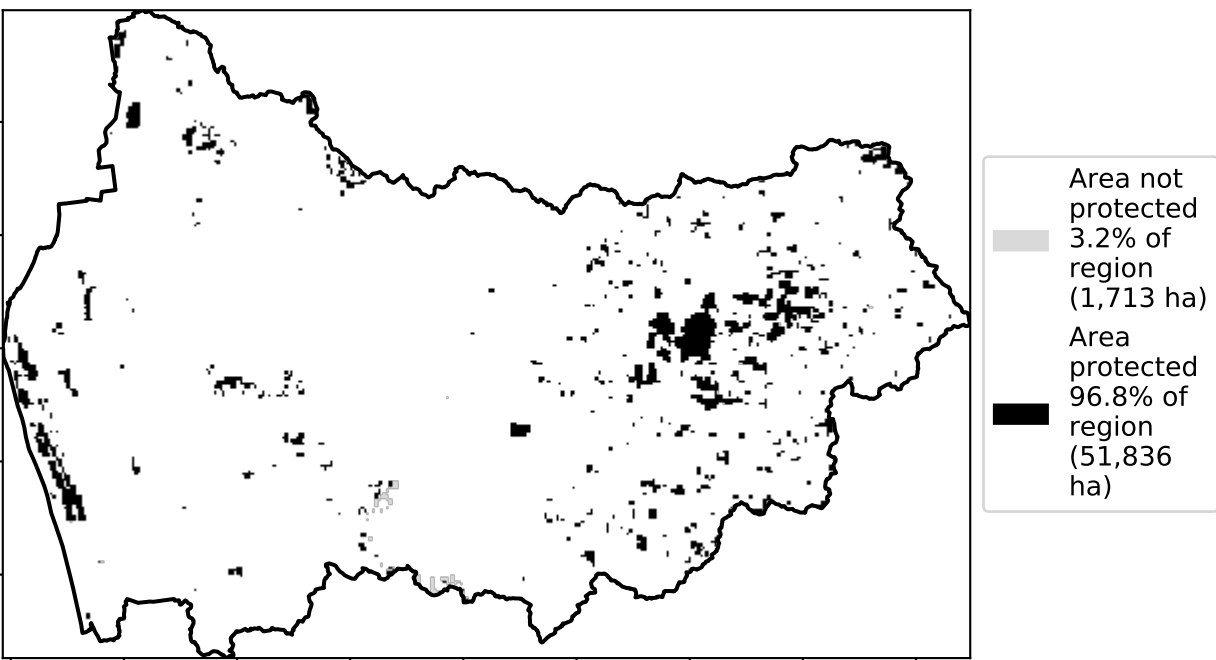 Area not
protected
3.2% of
region
(1,713 ha)
Area
protected
96.8% of
region
(51,836
ha)